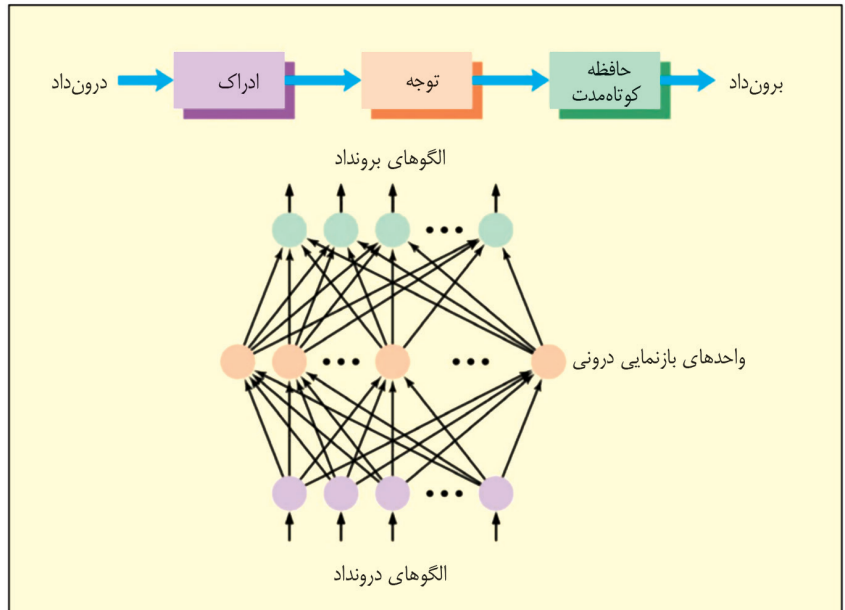 درون‌داد
ادراک
توجه
حافظه
کوتاه‌مدت
برون‌داد
الگوهای برونداد
واحدهای بازنمایی درونی
الگوهای درونداد